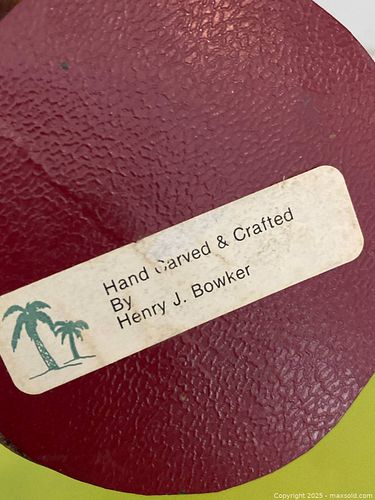 Hand Carved & Crafted
By
Henry J. Bowker
Copyright © 2025 - maxsold.com